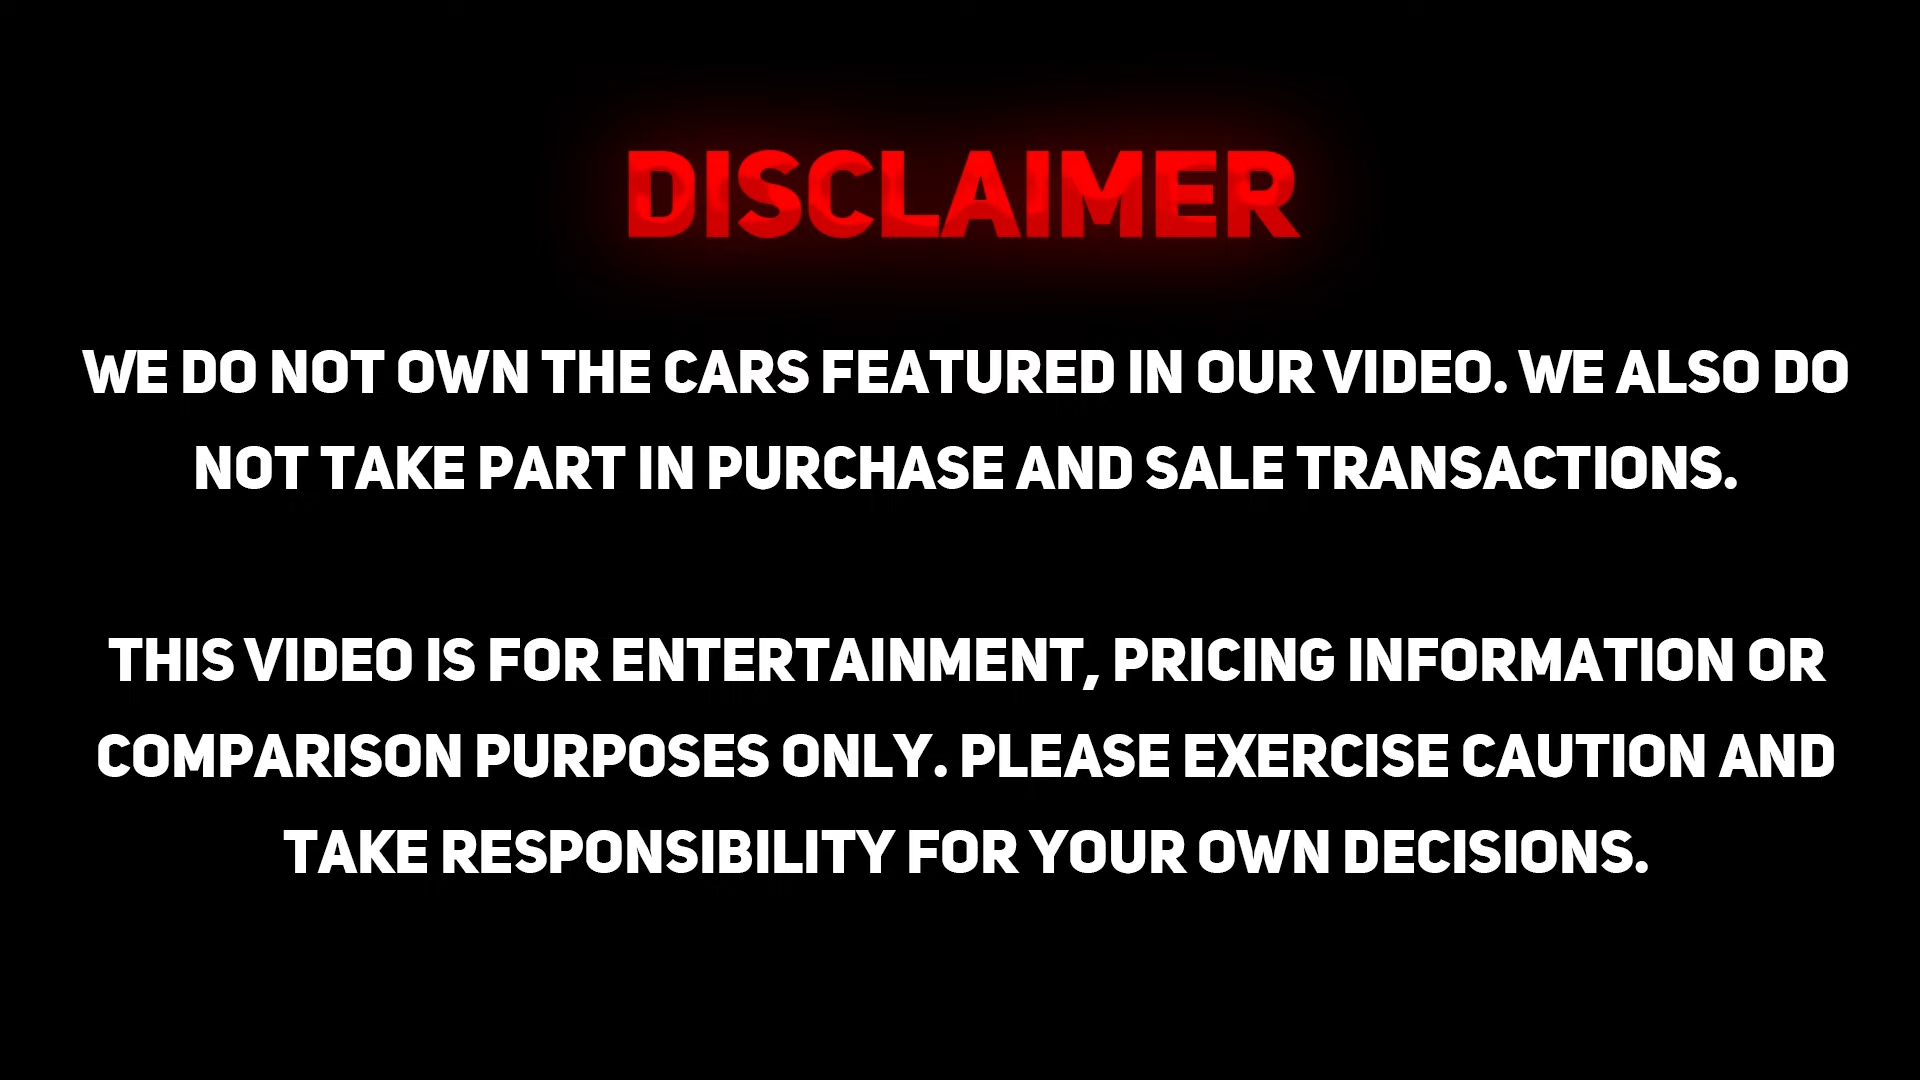 DISCLAIMER
WE DO NOT OWN THE CARS FEATURED IN OUR VIDEO. WE ALSO DO
NOT TAKE PART IN PURCHASE AND SALE TRANSACTIONS.
THIS VIDEO IS FOR ENTERTAINMENT, PRICING INFORMATION OR
COMPARISON PURPOSES ONLY. PLEASE EXERCISE CAUTION AND
TAKE RESPONSIBILITY FOR YOUR OWN DECISIONS.